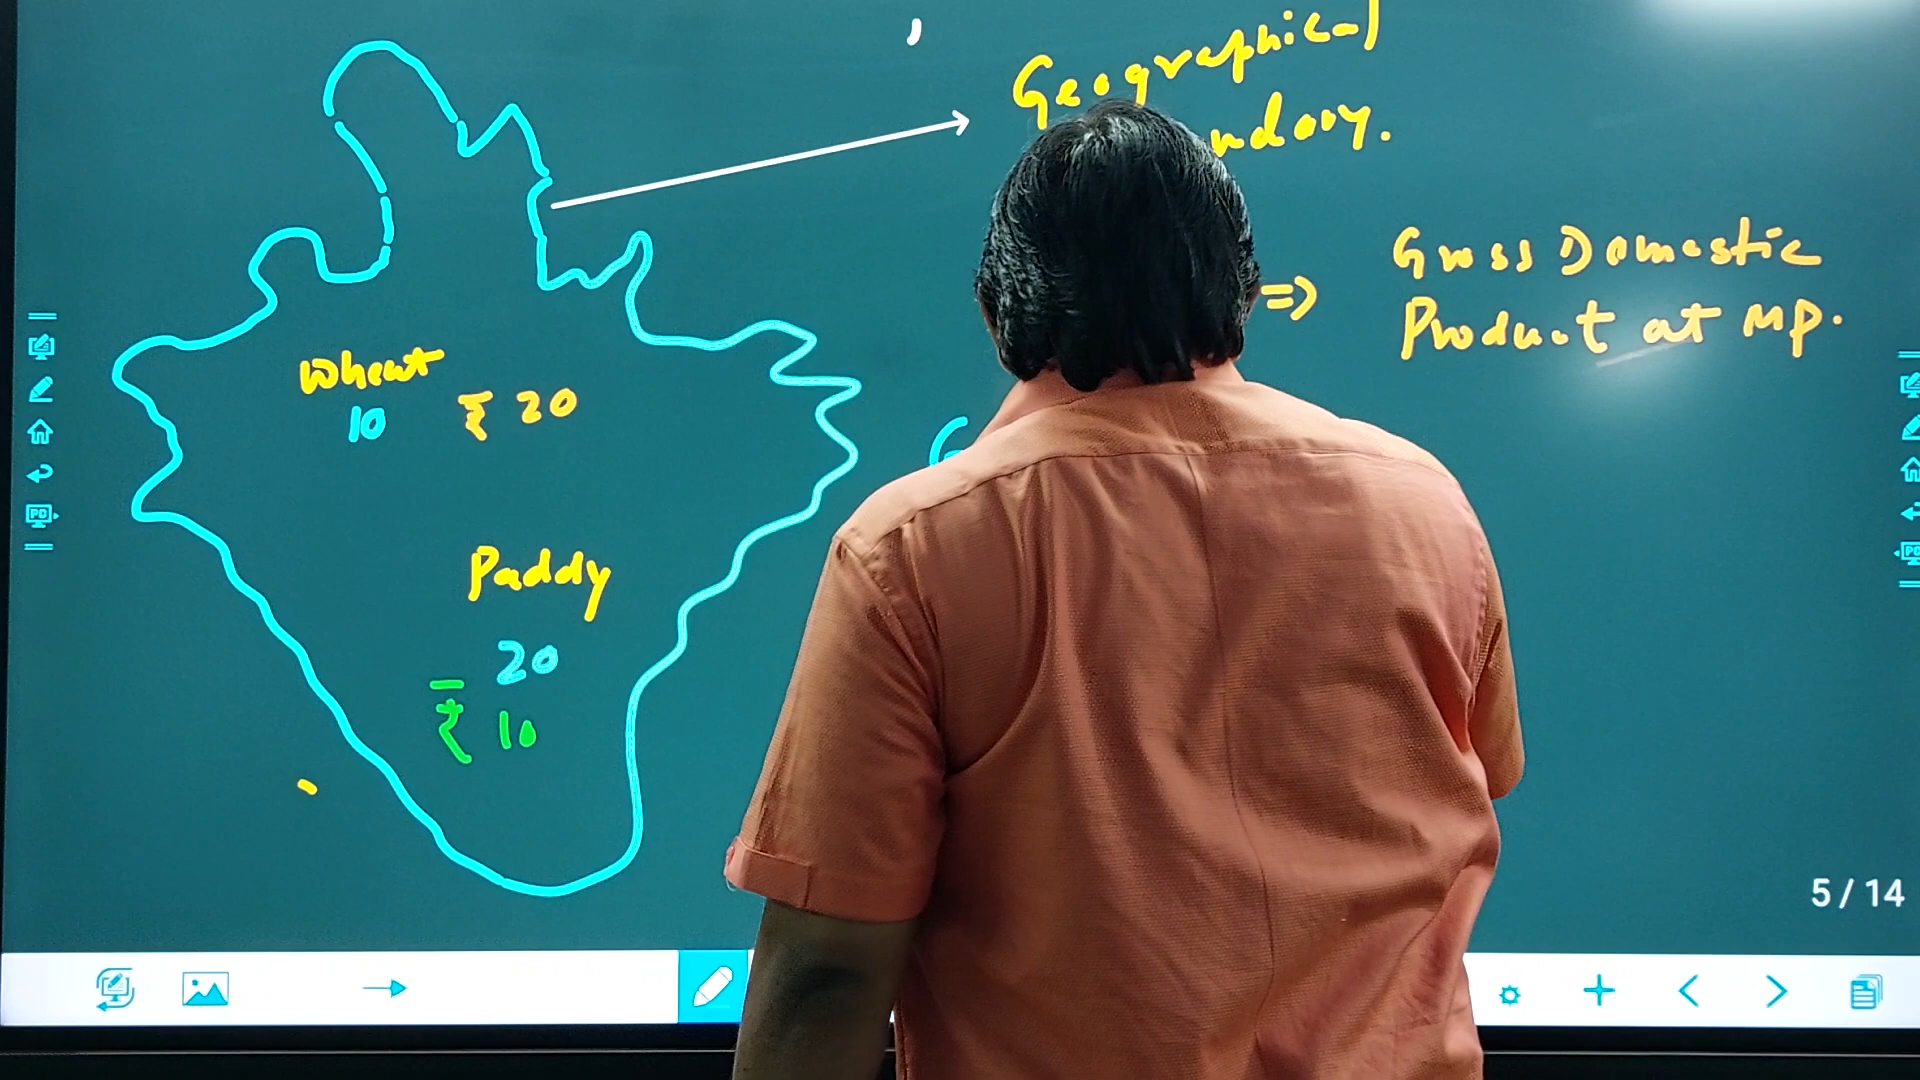 Geographical
Gross Domestic
Product at MP.
Wheat
10 ₹ 20
Paddy
20
₹ 10
5 / 14